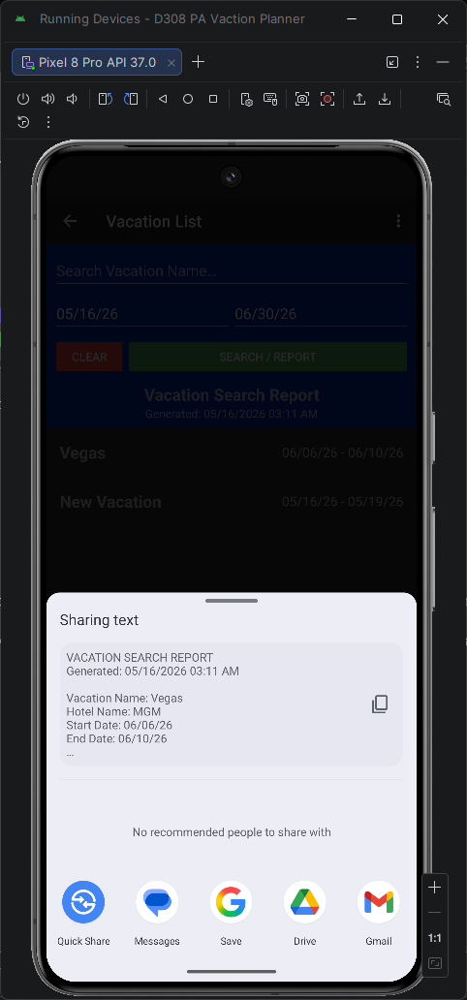 Running Devices - D308 PA Vaction Planner
Pixel 8 Pro API 37.0
Vacation List
Search Vacation Name...
05/16/26 06/30/26
CLEAR SEARCH / REPORT
Vacation Search Report
Generated: 05/16/2026 03:11 AM
Vegas 06/06/26 - 06/10/26
New Vacation 05/16/26 - 05/19/26
Sharing text
VACATION SEARCH REPORT
Generated: 05/16/2026 03:11 AM
Vacation Name: Vegas
Hotel Name: MGM
Start Date: 06/06/26
End Date: 06/10/26
...
No recommended people to share with
Quick Share Messages Save Drive Gmail
1:1